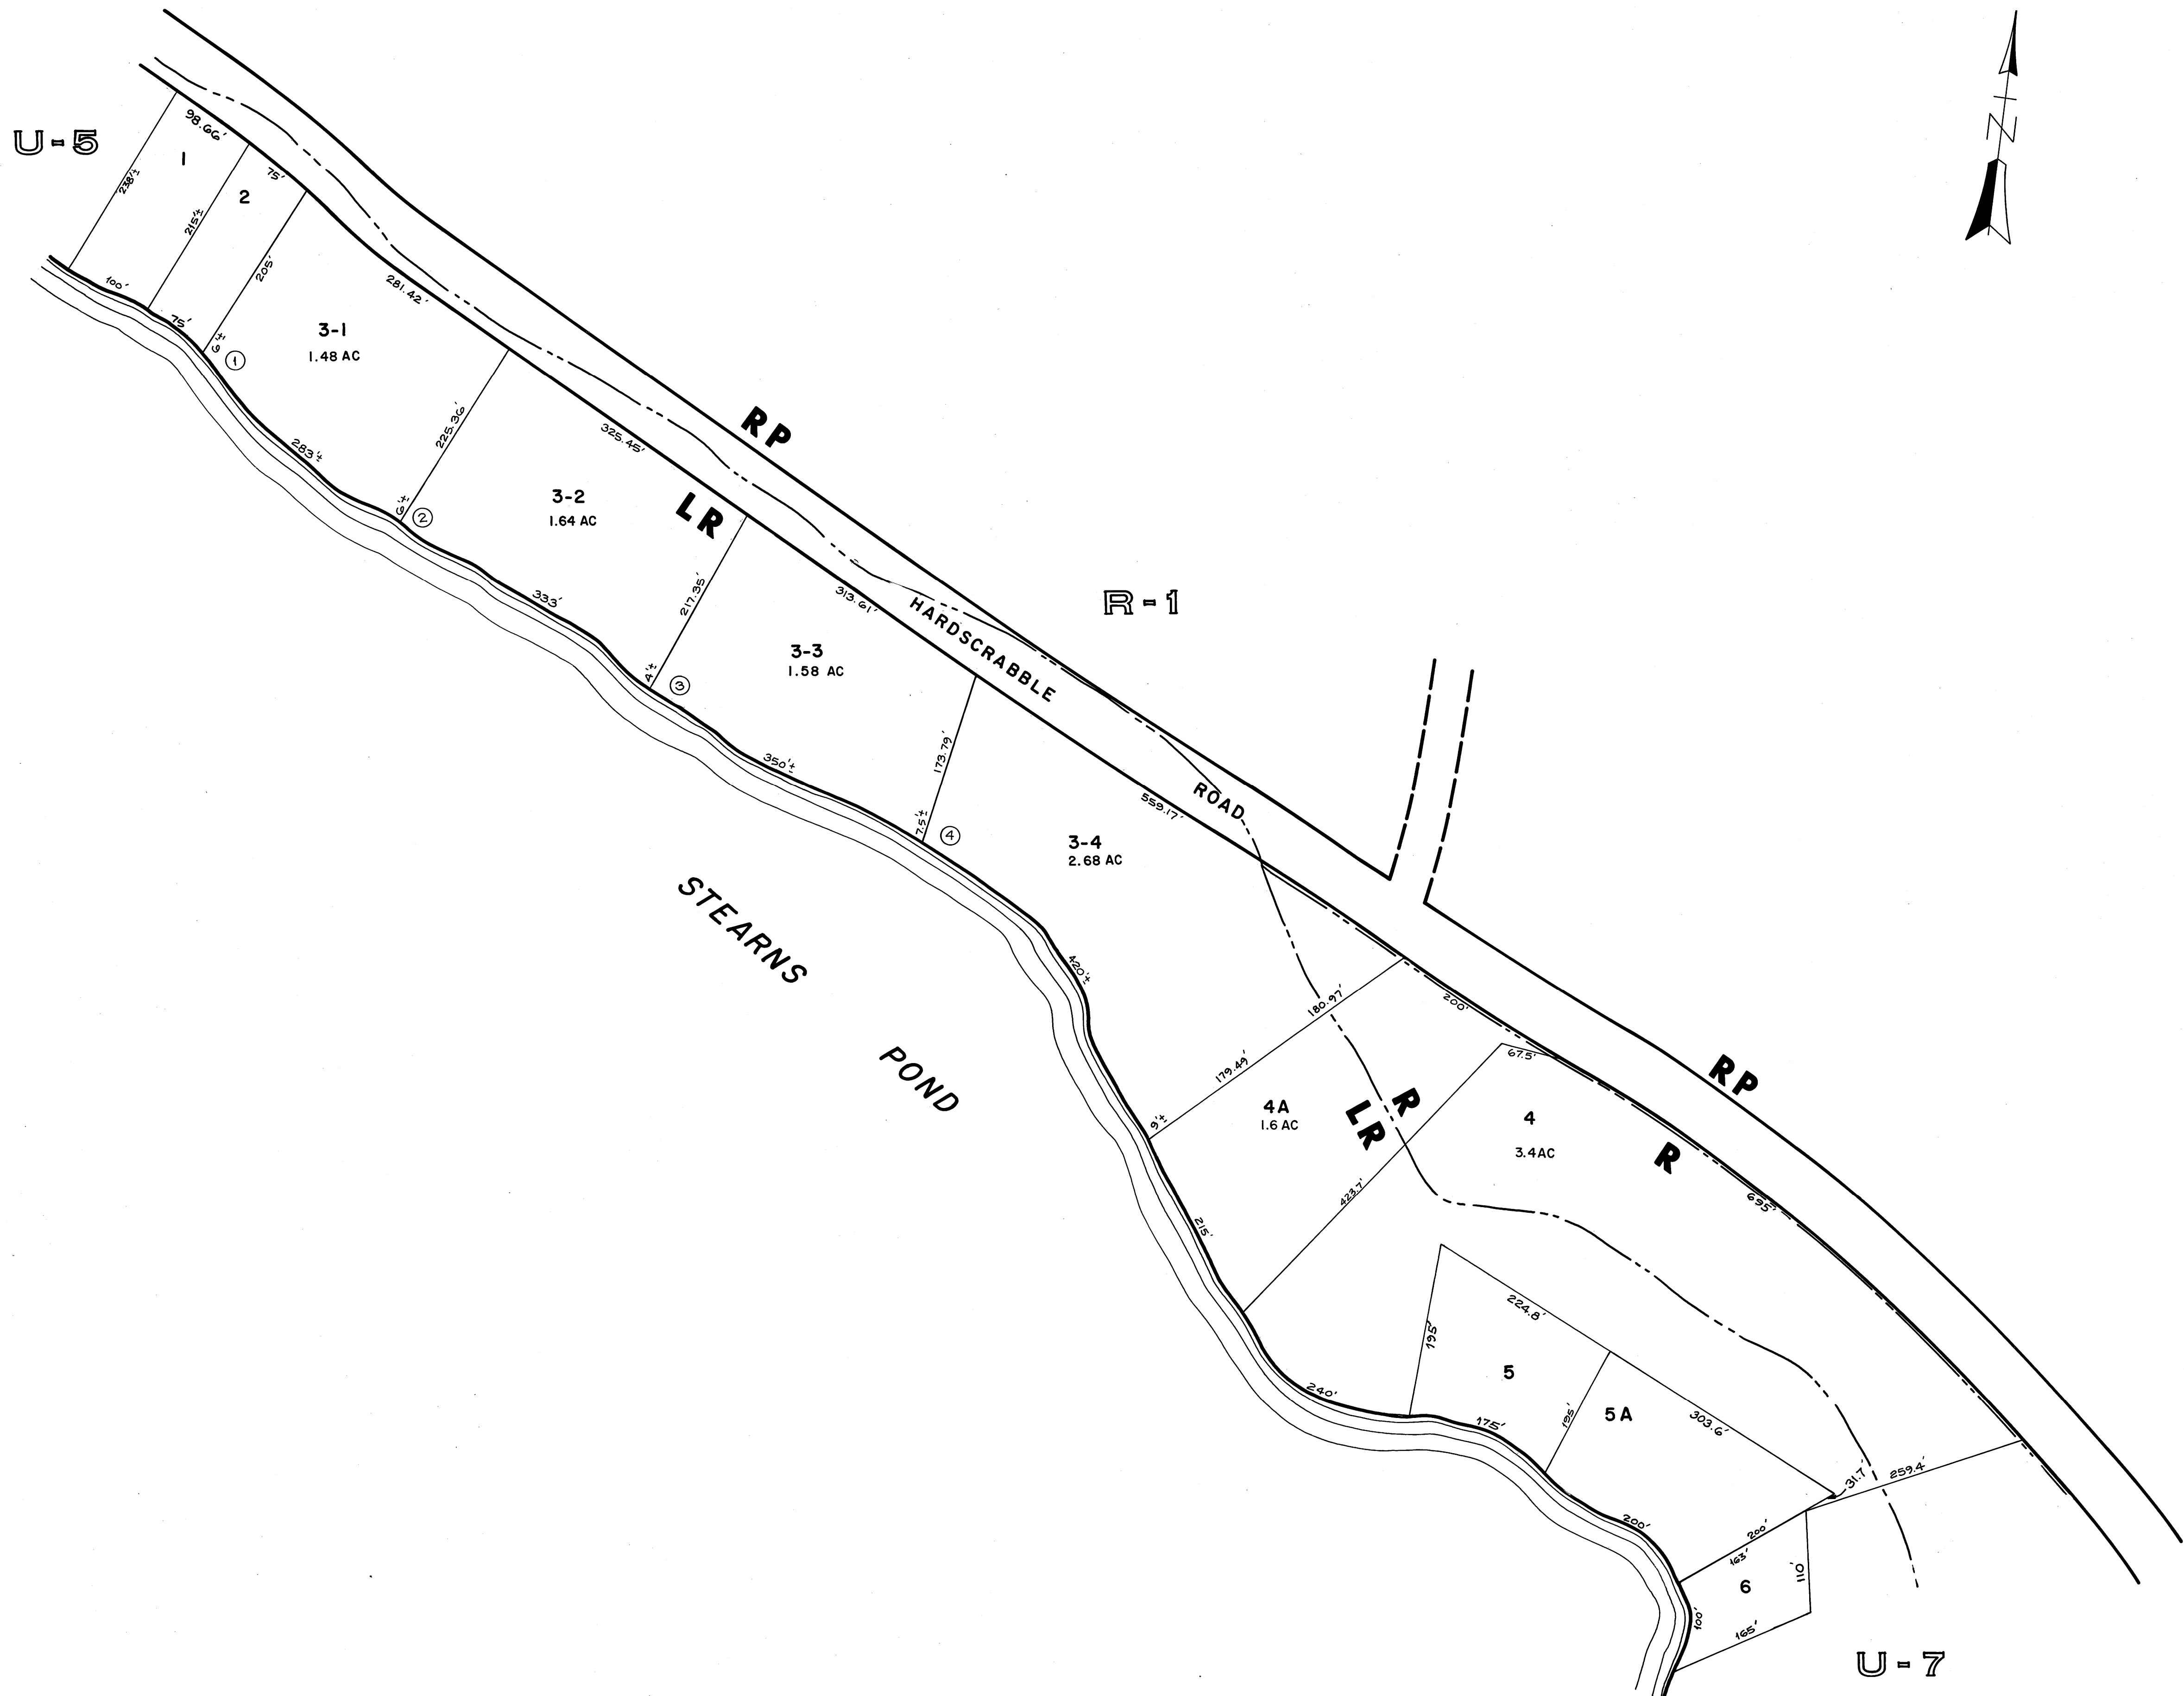 U-5
98.66'
1
238'±
75'
2
215'±
205'
100'
75'
6'±
1
281.42'
3-1
1.48 AC
283'±
225.36'
6'±
2
325.45'
RP
3-2
1.64 AC
LR
333'
217.35'
4'±
3
313.61'
3-3
1.58 AC
350'±
173.79'
7.5'±
4
HARDSCRABBLE
ROAD
R-1
N
559.17'
3-4
2.68 AC
420'±
STEARNS
POND
180.97'
179.49'
9'±
200'
67.5'
4A
1.6 AC
R
LR
4
3.4AC
R
RP
695'
423.7'
215'
224.8'
195'
5
240'
175'
195'
5A
303.6'
31.7'
259.4'
200'
200'
163'
6
110'
100'
165'
U-7